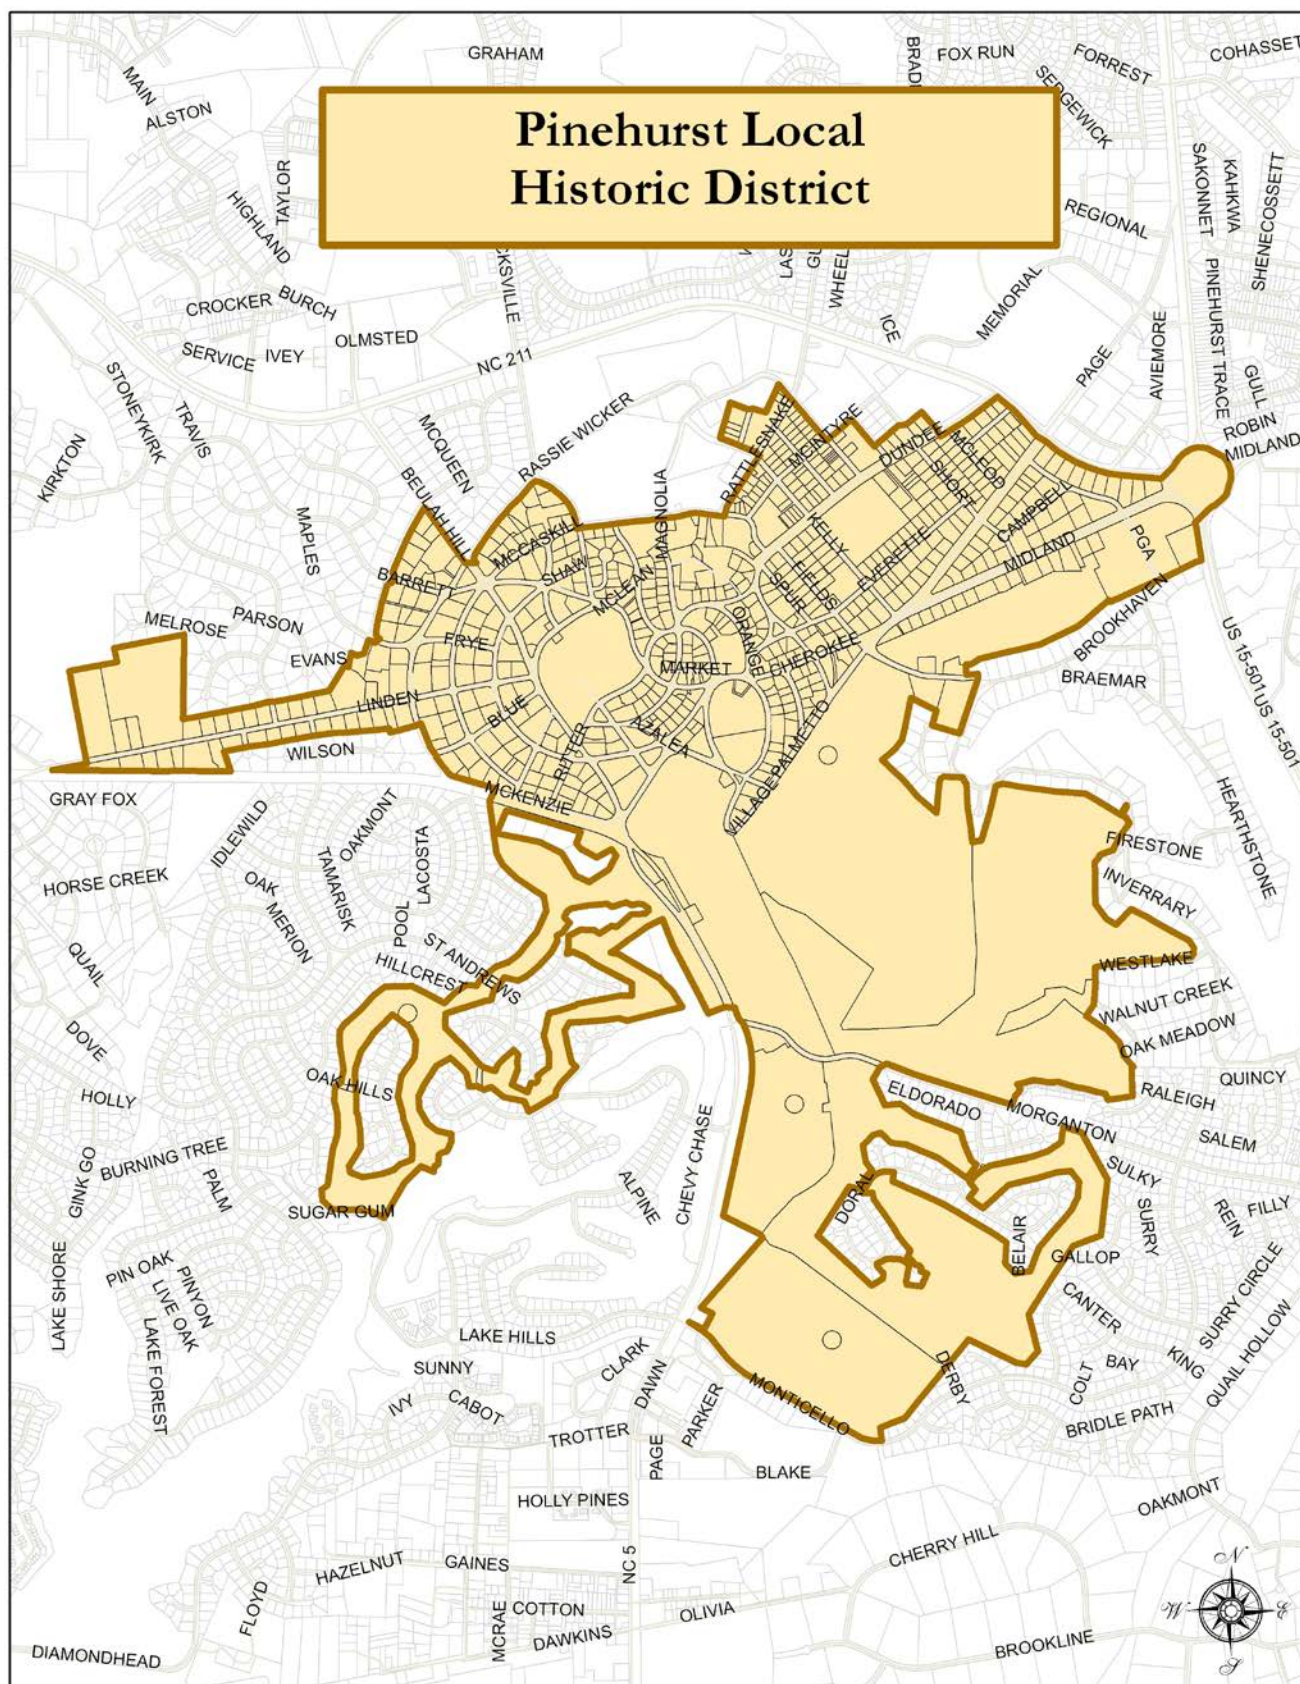 GRAHAM
FOX RUN
FORREST
COHASSET
MAIN
ALSTON
SEDGEWICK
Pinehurst Local
Historic District
TAYLOR
HIGHLAND
REGIONAL
SAKONNET
KAHKWA
SHENECOSSETT
CROCKER
BURCH
OLMSTED
SERVICE
IVEY
NC 211
ICE
MEMORIAL
PAGE
AVIEMORE
PINEHURST TRACE
GULL
ROBIN
MIDLAND
STONEYKIRK
TRAVIS
KIRKTON
MCQUEEN
BEULAH HILL
RASSIE WICKER
MAGNOLIA
RATTLESNAKE
MCINTYRE
DUNDEE
MCLEOD
SHORT
CAMPBELL
MIDLAND
PGA
MAPLES
MCCASKILL
SHAW
MCLEAN
KELLY
FIELDS
SPUR
EVERETTE
BARRETT
BROOKHAVEN
BRAEMAR
US 15-501
US 15-501
MELROSE
PARSON
EVANS
FRYE
ORANGE
CHEROKEE
MARKET
LINDEN
BLUE
RITTER
AZALEA
PALMETTO
VILLAGE
WILSON
MCKENZIE
GRAY FOX
IDLEWILD
OAKMONT
LACOSTA
TAMARISK
HORSE CREEK
OAK
MERION
POOL
ST ANDREWS
HILLCREST
HEARTHSTONE
FIRESTONE
INVERRARY
WESTLAKE
WALNUT CREEK
OAK MEADOW
QUAIL
DOVE
HOLLY
OAK HILLS
ELDORADO
MORGANTON
RALEIGH
QUINCY
SALEM
CHEVY CHASE
ALPINE
GINK GO
BURNING TREE
PALM
SUGAR GUM
DORAL
BELAIR
SULKY
SURRY
REIN
FILLY
GALLOP
SURRY CIRCLE
QUAIL HOLLOW
LAKE SHORE
PIN OAK
PINYON
LIVE OAK
LAKE FOREST
LAKE HILLS
SUNNY
CLARK
DAWN
CANTER
KING
BAY
COLT
DERBY
MONTICELLO
BRIDLE PATH
IVY
CABOT
TROTTER
PAGE
PARKER
BLAKE
HOLLY PINES
OAKMONT
CHERRY HILL
HAZELNUT
GAINES
NC 5
FLOYD
MCRAE
COTTON
DAWKINS
OLIVIA
DIAMONDHEAD
BROOKLINE
N
W
E
S